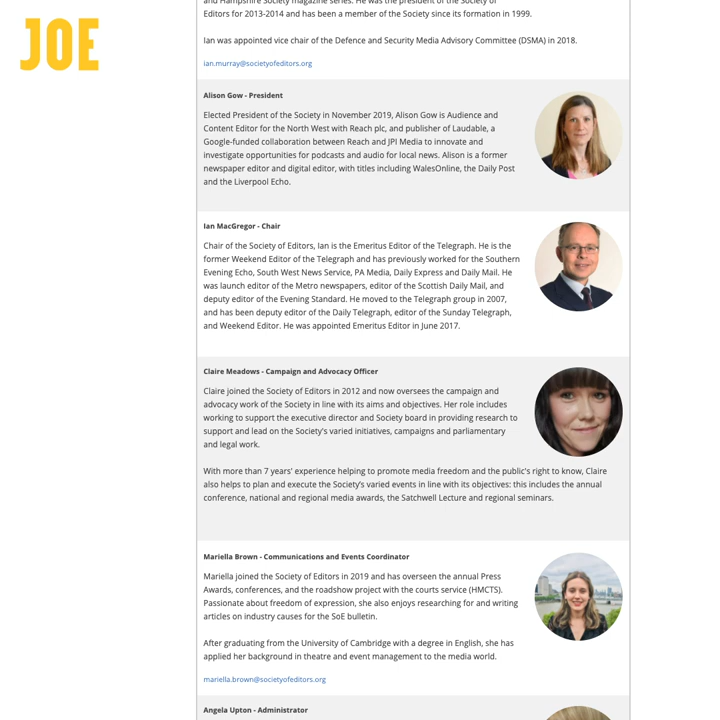 and Hampshire Society magazine series. He was the president of the Society of
Editors for 2013-2014 and has been a member of the Society since its formation in 1999.
JOE
Ian was appointed vice chair of the Defence and Security Media Advisory Committee (DSMA) in 2018.
ian.murray@societyofeditors.org
Alison Gow - President
Elected President of the Society in November 2019, Alison Gow is Audience and
Content Editor for the North West with Reach plc, and publisher of Laudable, a
Google-funded collaboration between Reach and JPI Media to innovate and
investigate opportunities for podcasts and audio for local news. Alison is a former
newspaper editor and digital editor, with titles including WalesOnline, the Daily Post
and the Liverpool Echo.
Ian MacGregor - Chair
Chair of the Society of Editors, Ian is the Emeritus Editor of the Telegraph. He is the
former Weekend Editor of the Telegraph and has previously worked for the Southern
Evening Echo, South West News Service, PA Media, Daily Express and Daily Mail. He
was launch editor of the Metro newspapers, editor of the Scottish Daily Mail, and
deputy editor of the Evening Standard. He moved to the Telegraph group in 2007,
and has been deputy editor of the Daily Telegraph, editor of the Sunday Telegraph,
and Weekend Editor. He was appointed Emeritus Editor in June 2017.
Claire Meadows - Campaign and Advocacy Officer
Claire joined the Society of Editors in 2012 and now oversees the campaign and
advocacy work of the Society in line with its aims and objectives. Her role includes
working to support the executive director and Society board in providing research to
support and lead on the Society's varied initiatives, campaigns and parliamentary
and legal work.
With more than 7 years' experience helping to promote media freedom and the public's right to know, Claire
also helps to plan and execute the Society's varied events in line with its objectives: this includes the annual
conference, national and regional media awards, the Satchwell Lecture and regional seminars.
Mariella Brown - Communications and Events Coordinator
Mariella joined the Society of Editors in 2019 and has overseen the annual Press
Awards, conferences, and the roadshow project with the courts service (HMCTS).
Passionate about freedom of expression, she also enjoys researching for and writing
articles on industry causes for the SoE bulletin.
After graduating from the University of Cambridge with a degree in English, she has
applied her background in theatre and event management to the media world.
mariella.brown@societyofeditors.org
Angela Upton - Administrator